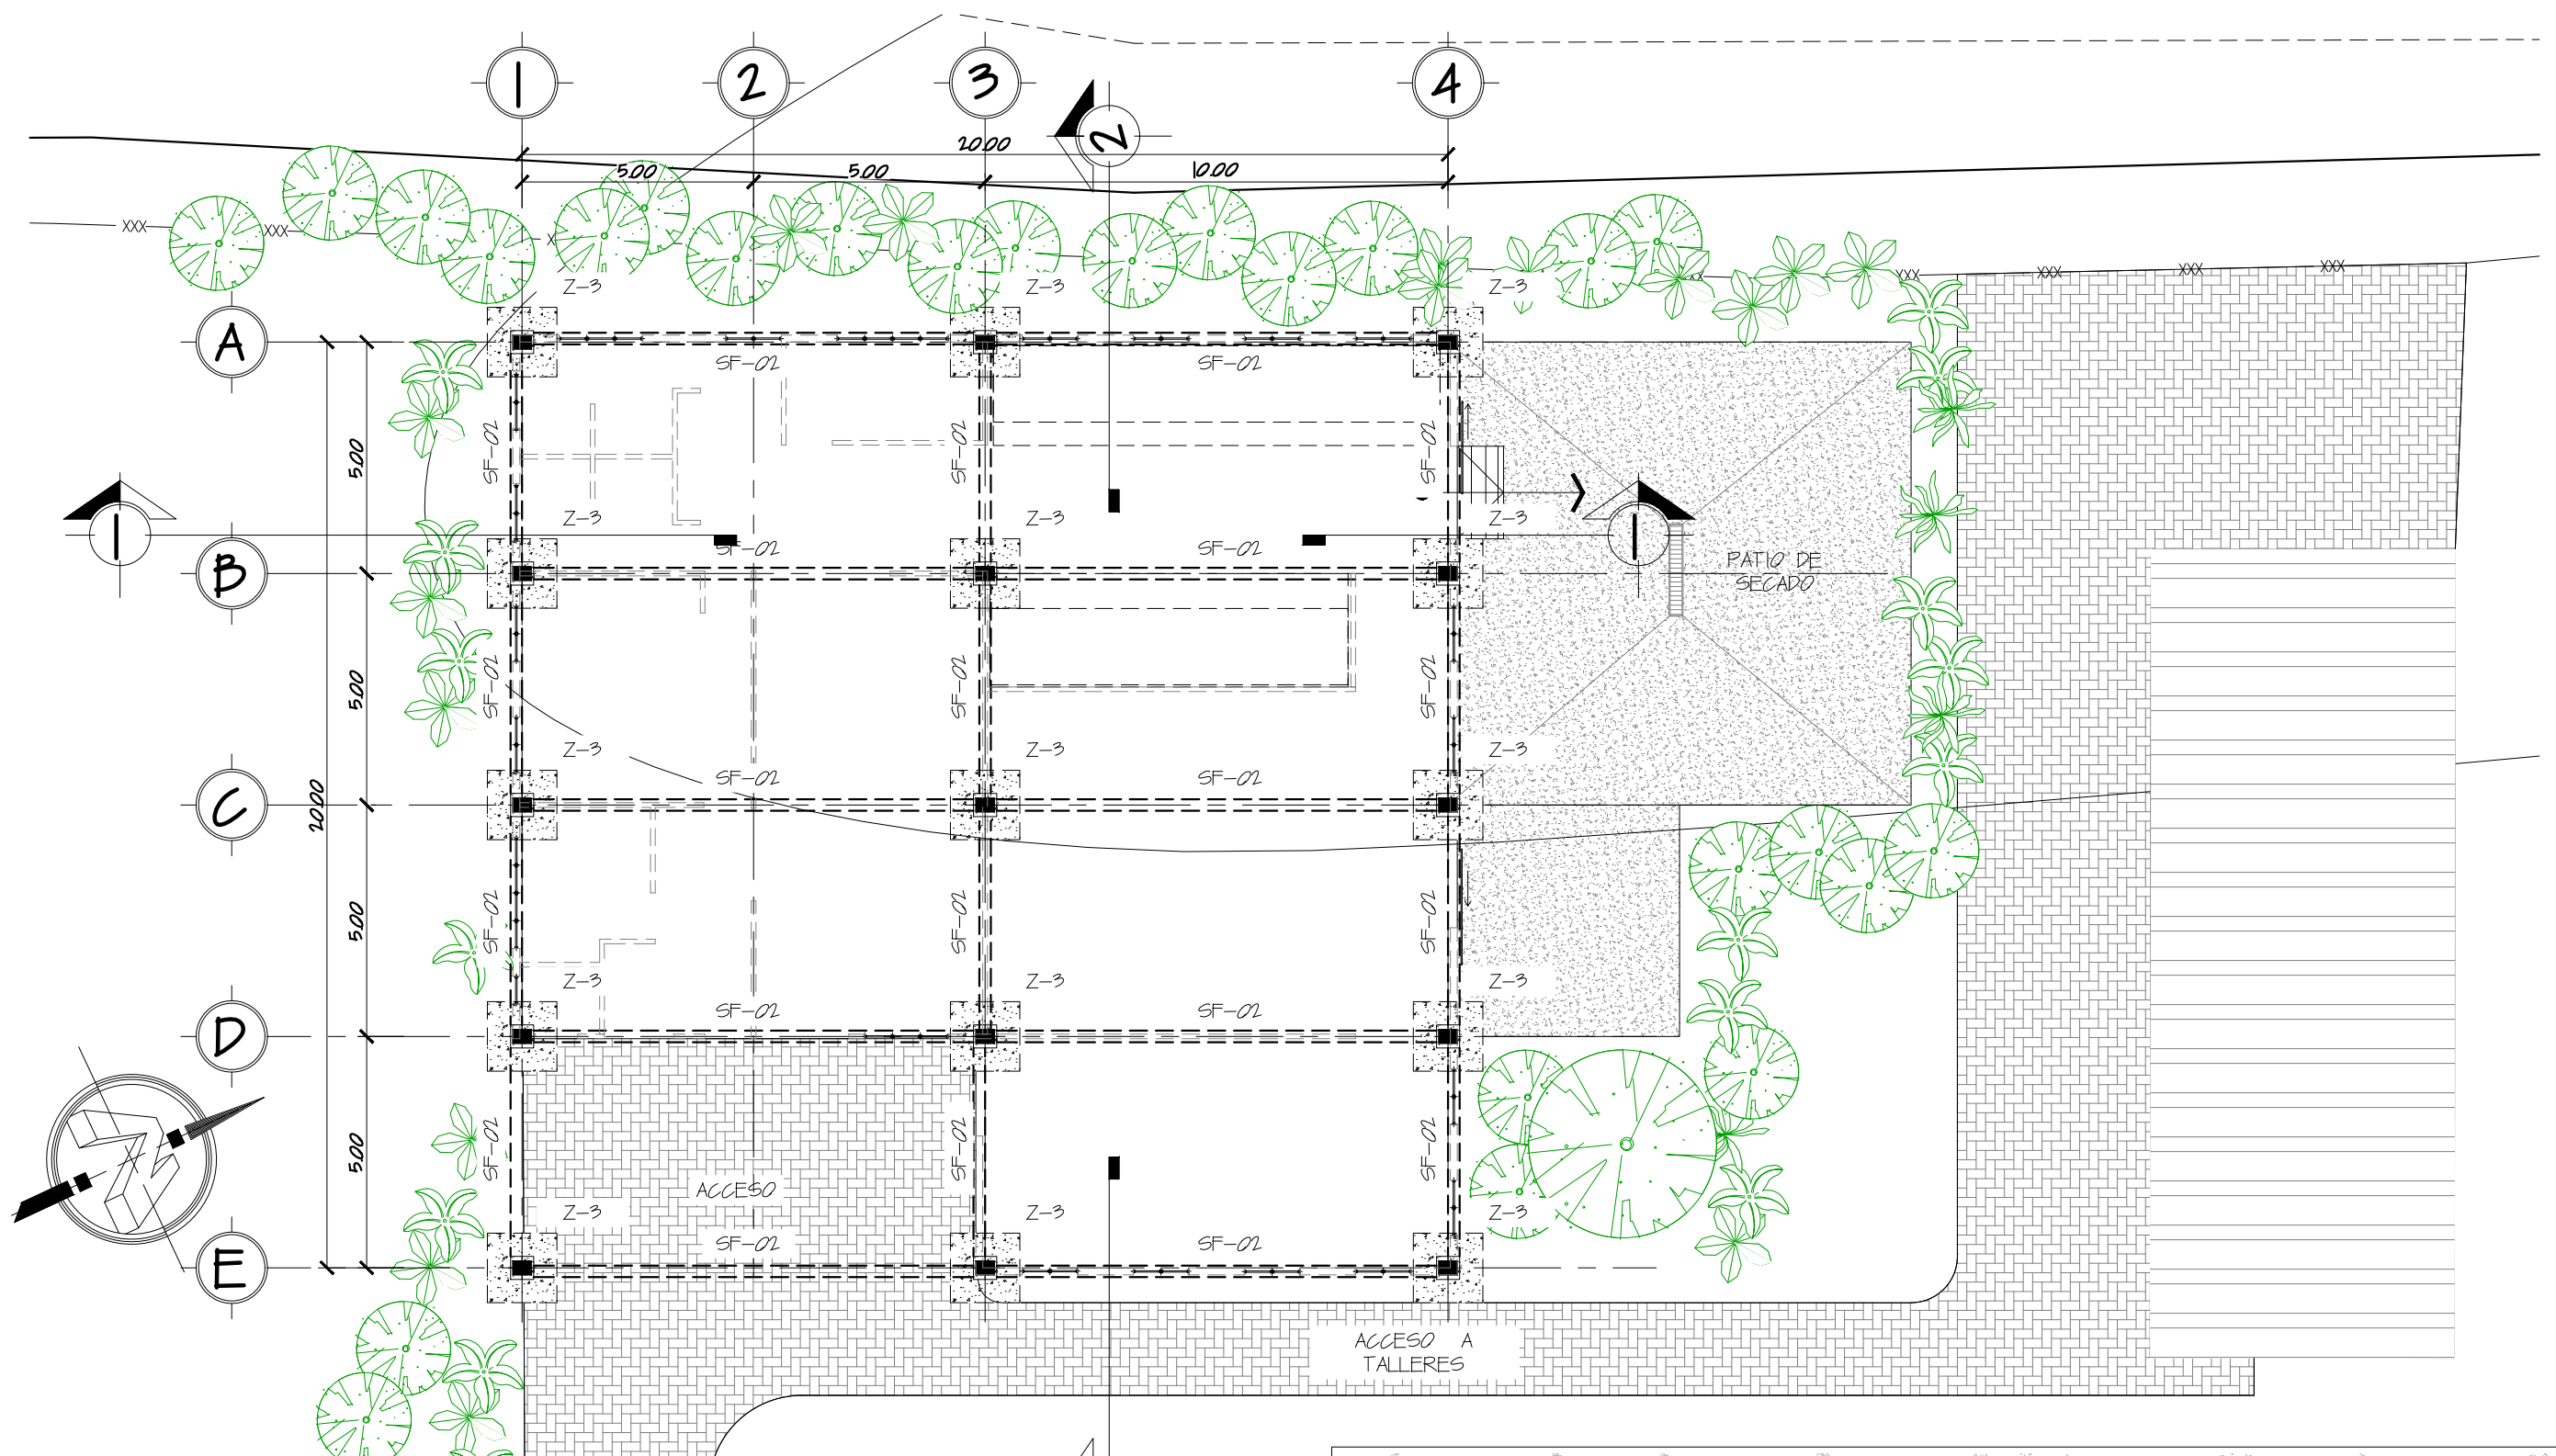 1 2 3 4
2
20.00
5.00 5.00 10.00
XXX XXX X XX XXX XXX XXX XXX
Z-3 Z-3 Z-3
A
SF-02 SF-02
5.00 SF-02 SF-02 SF-02
Z-3 Z-3 Z-3
1 1
SF-02 SF-02
B
PATIO DE
SECADO
5.00 SF-02 SF-02 SF-02
Z-3 Z-3 Z-3
SF-02 SF-02
C
20.00
5.00 SF-02 SF-02 SF-02
Z-3 Z-3 Z-3
SF-02 SF-02
D
N
5.00 SF-02 SF-02 SF-02
ACCESO
Z-3 Z-3 Z-3
SF-02 SF-02
E
ACCESO A
TALLERES